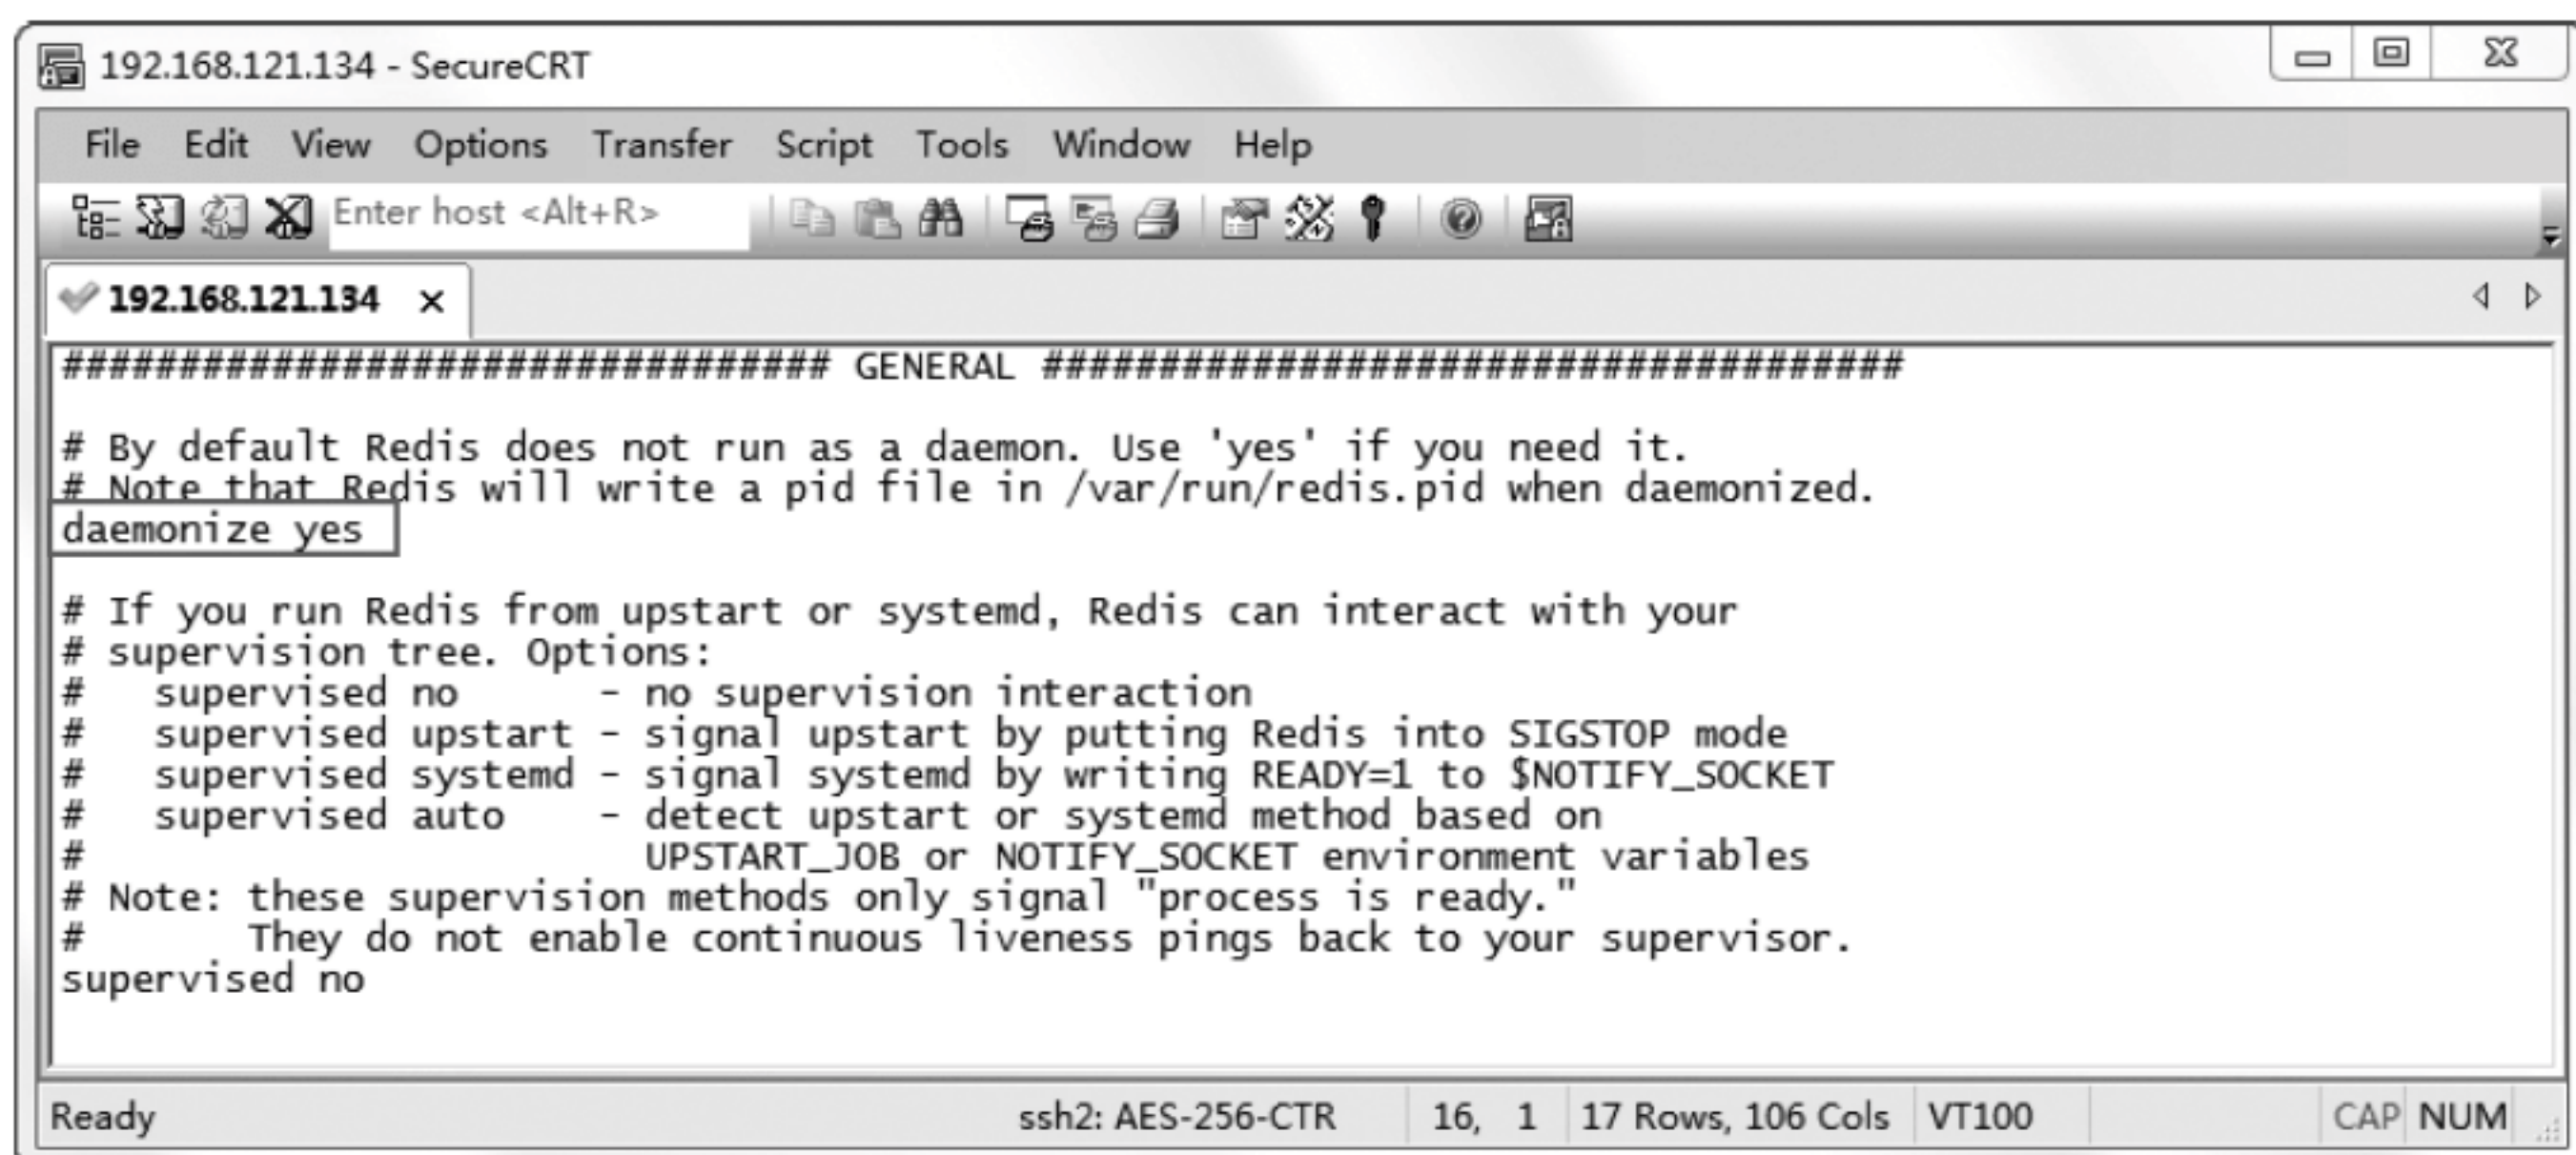 192.168.121.134 - SecureCRT
File Edit View Options Transfer Script Tools Window Help
Enter host <Alt+R>
192.168.121.134 x
################################# GENERAL #####################################
# By default Redis does not run as a daemon. Use 'yes' if you need it.
# Note that Redis will write a pid file in /var/run/redis.pid when daemonized.
daemonize yes
# If you run Redis from upstart or systemd, Redis can interact with your
# supervision tree. Options:
#   supervised no      - no supervision interaction
#   supervised upstart - signal upstart by putting Redis into SIGSTOP mode
#   supervised systemd - signal systemd by writing READY=1 to $NOTIFY_SOCKET
#   supervised auto    - detect upstart or systemd method based on
#                        UPSTART_JOB or NOTIFY_SOCKET environment variables
# Note: these supervision methods only signal "process is ready."
#       They do not enable continuous liveness pings back to your supervisor.
supervised no
Ready ssh2: AES-256-CTR 16, 1 17 Rows, 106 Cols VT100 CAP NUM